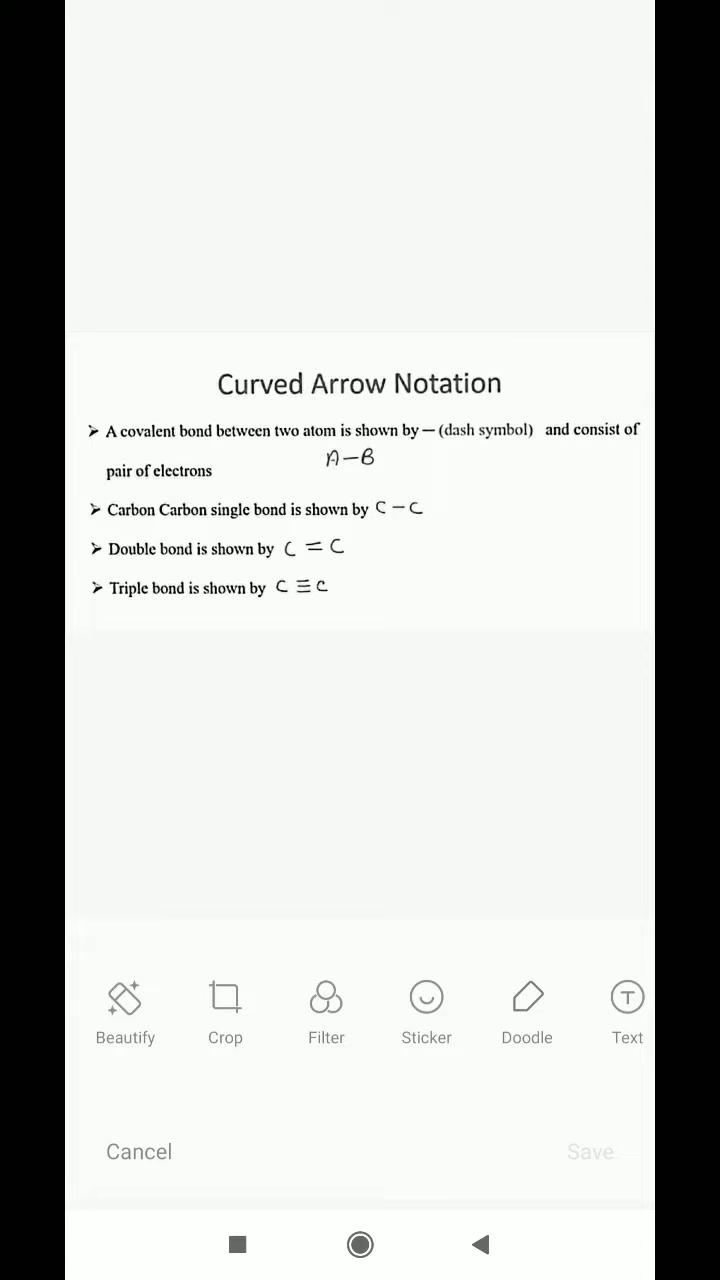 Curved Arrow Notation
➢ A covalent bond between two atom is shown by — (dash symbol) and consist of
A – B
pair of electrons
➢ Carbon Carbon single bond is shown by C – C
➢ Double bond is shown by C = C
➢ Triple bond is shown by C ≡ C
Beautify Crop Filter Sticker Doodle Text
Cancel Save